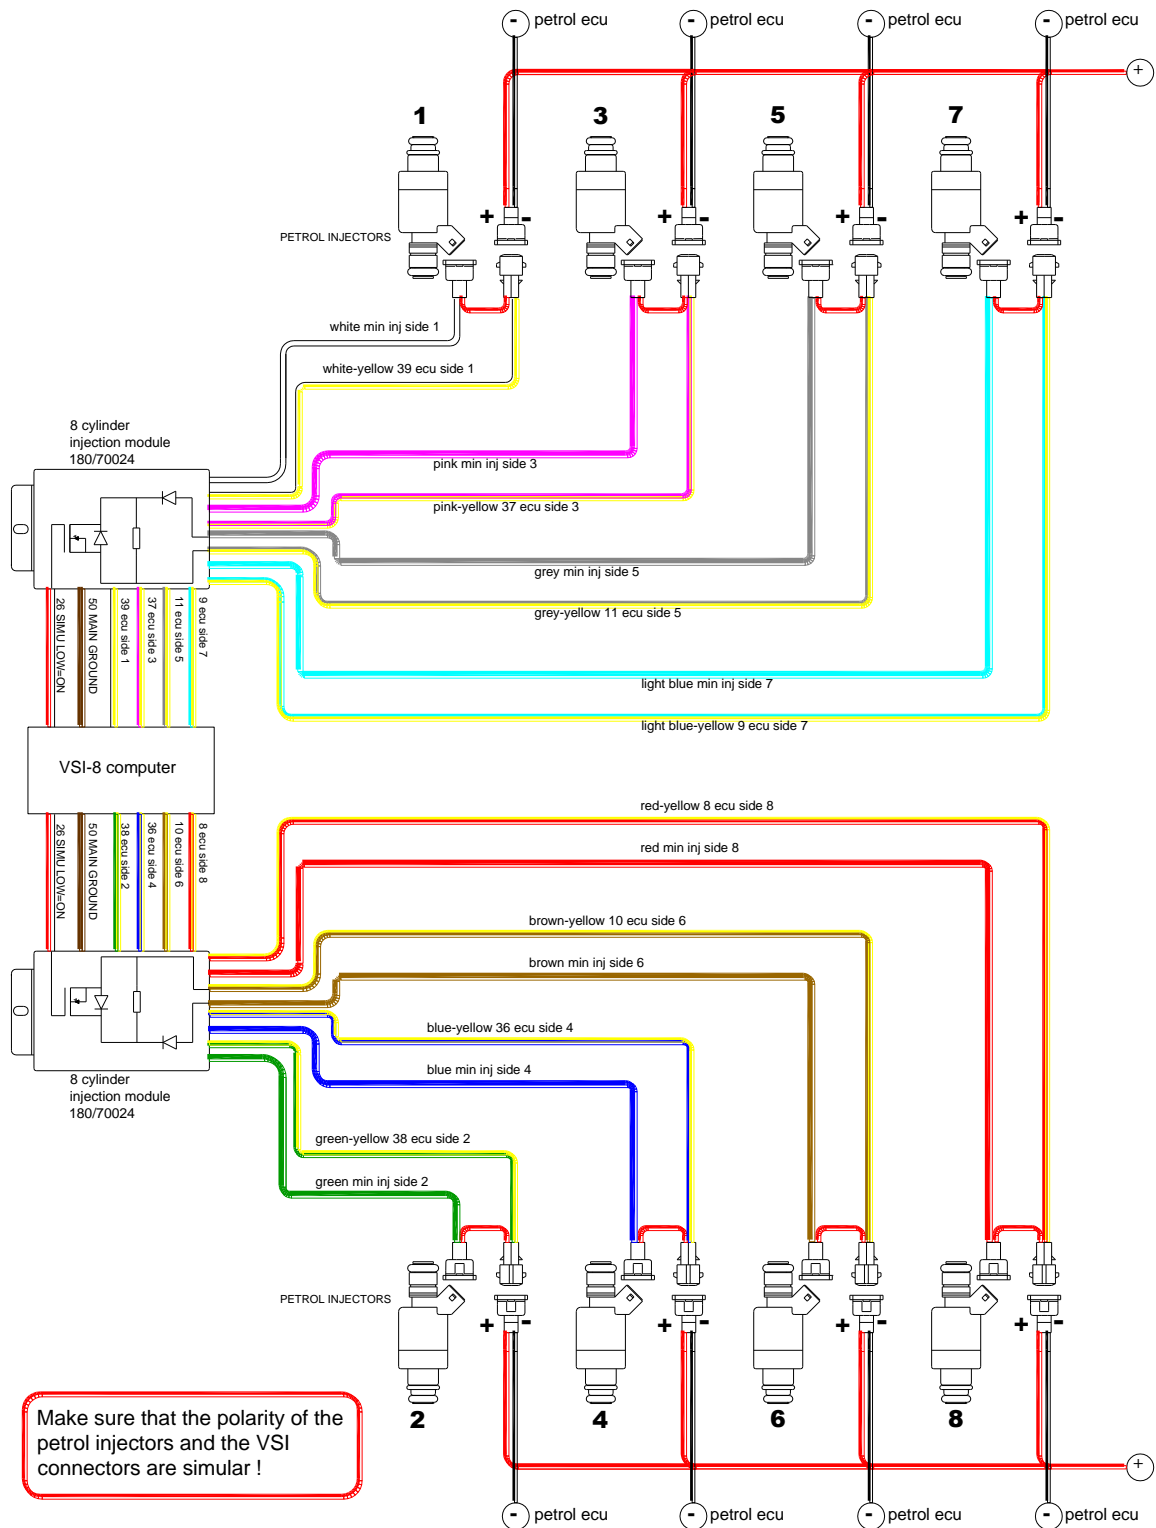 - petrol ecu - petrol ecu - petrol ecu - petrol ecu
+
1 3 5 7
+ - + - + - + -
PETROL INJECTORS
white min inj side 1
white-yellow 39 ecu side 1
8 cylinder
injection module
180/70024
pink min inj side 3
pink-yellow 37 ecu side 3
grey min inj side 5
grey-yellow 11 ecu side 5
light blue min inj side 7
light blue-yellow 9 ecu side 7
26 SIMU LOW=ON
50 MAIN GROUND
39 ecu side 1
37 ecu side 3
11 ecu side 5
9 ecu side 7
VSI-8 computer
26 SIMU LOW=ON
50 MAIN GROUND
38 ecu side 2
36 ecu side 4
10 ecu side 6
8 ecu side 8
red-yellow 8 ecu side 8
red min inj side 8
brown-yellow 10 ecu side 6
brown min inj side 6
blue-yellow 36 ecu side 4
blue min inj side 4
8 cylinder
injection module
180/70024
green-yellow 38 ecu side 2
green min inj side 2
PETROL INJECTORS
+ - + - + - + -
2 4 6 8
Make sure that the polarity of the
petrol injectors and the VSI
connectors are simular !
+
- petrol ecu - petrol ecu - petrol ecu - petrol ecu